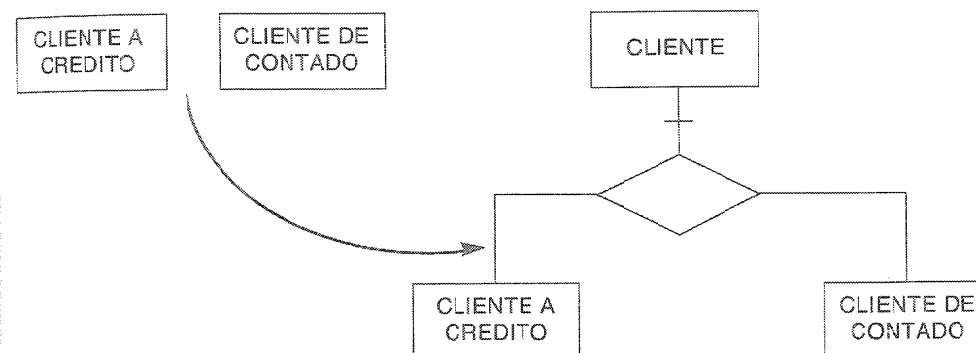 CLIENTE A
CREDITO
CLIENTE DE
CONTADO
CLIENTE
CLIENTE A
CREDITO
CLIENTE DE
CONTADO